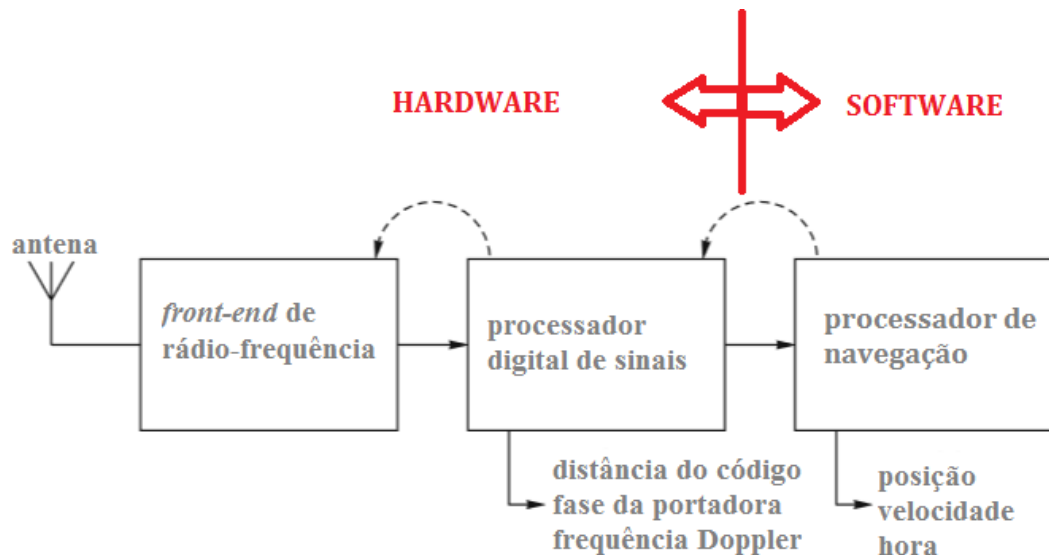 HARDWARE
SOFTWARE
antena
front-end de
rádio-frequência
processador
digital de sinais
processador de
navegação
distância do código
fase da portadora
frequência Doppler
posição
velocidade
hora